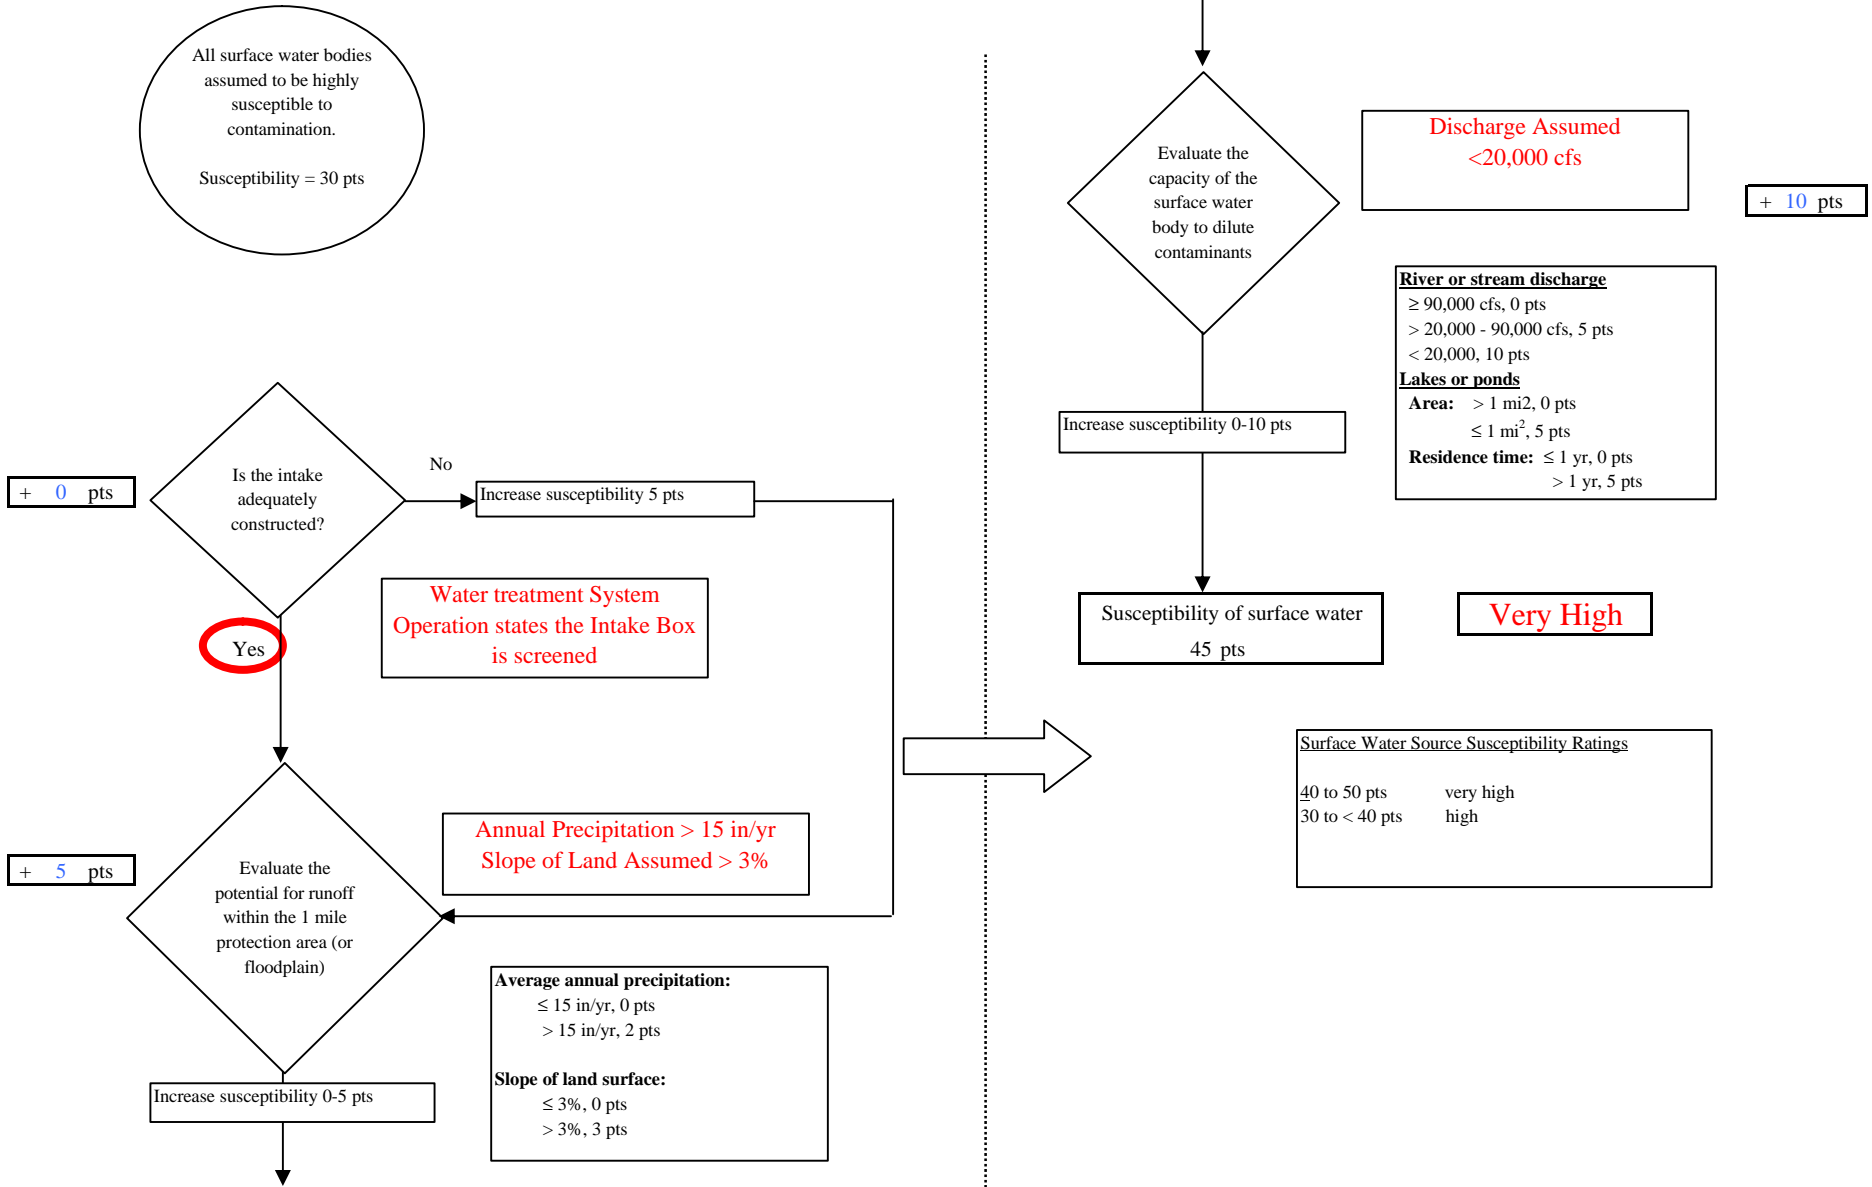 All surface water bodies
assumed to be highly
susceptible to
contamination.
Susceptibility = 30 pts
+ 0 pts
Is the intake
adequately
constructed?
No
Increase susceptibility 5 pts
Yes
Water treatment System
Operation states the Intake Box
is screened
+ 5 pts
Evaluate the
potential for runoff
within the 1 mile
protection area (or
floodplain)
Annual Precipitation > 15 in/yr
Slope of Land Assumed > 3%
Average annual precipitation:
≤ 15 in/yr, 0 pts
> 15 in/yr, 2 pts
Slope of land surface:
≤ 3%, 0 pts
> 3%, 3 pts
Increase susceptibility 0-5 pts
Evaluate the
capacity of the
surface water
body to dilute
contaminants
Discharge Assumed
<20,000 cfs
+ 10 pts
River or stream discharge
≥ 90,000 cfs, 0 pts
> 20,000 - 90,000 cfs, 5 pts
< 20,000, 10 pts
Lakes or ponds
Area: > 1 mi2, 0 pts
≤ 1 mi², 5 pts
Residence time: ≤ 1 yr, 0 pts
> 1 yr, 5 pts
Increase susceptibility 0-10 pts
Susceptibility of surface water
45 pts
Very High
Surface Water Source Susceptibility Ratings
40 to 50 pts very high
30 to < 40 pts high